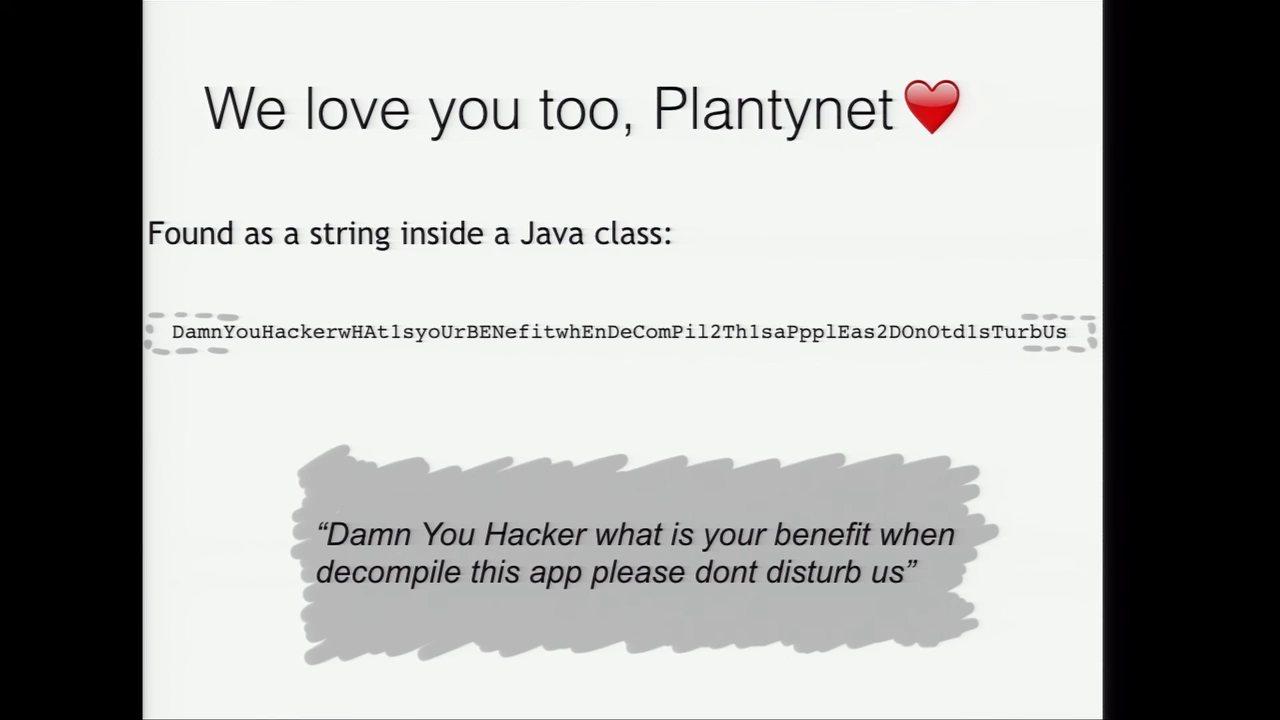 We love you too, Plantynet❤️
Found as a string inside a Java class:
DamnYouHackerwHAt1syoUrBENefitwhEnDeComPil2Th1saPpplEas2DOnOtd1sTurbUs
“Damn You Hacker what is your benefit when
decompile this app please dont disturb us”